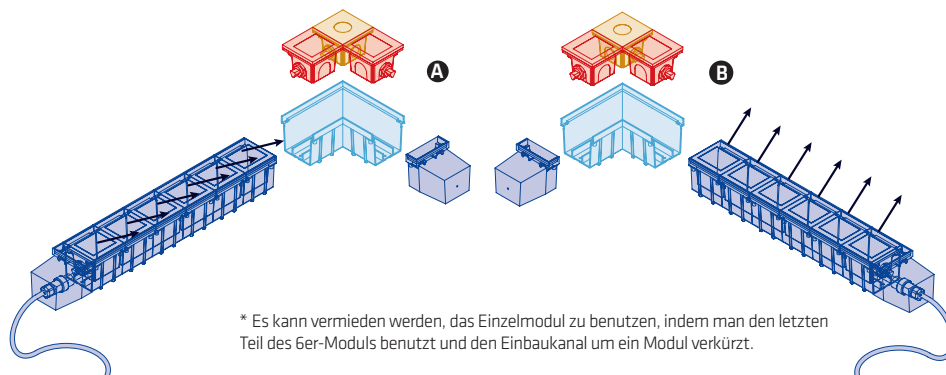 A
B
* Es kann vermieden werden, das Einzelmodul zu benutzen, indem man den letzten
Teil des 6er-Moduls benutzt und den Einbaukanal um ein Modul verkürzt.